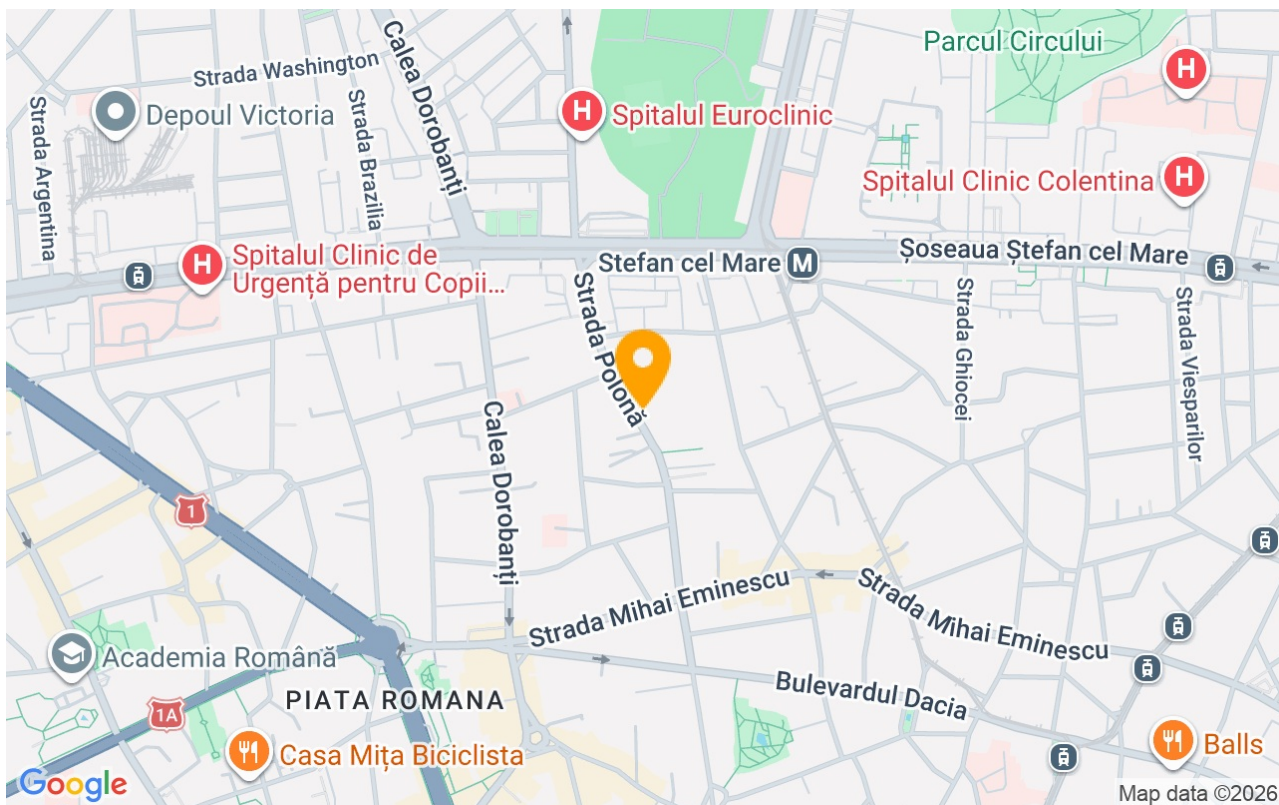 Parcul Circului
H
Calea Dorobanți
Strada Washington
Depoul Victoria
Strada Brazilia
Strada Argentina
H
Spitalul Euroclinic
Spitalul Clinic Colentina
H
Șoseaua Ștefan cel Mare
H
Spitalul Clinic de
Urgență pentru Copii...
Stefan cel Mare
M
Strada Polonă
Strada Ghiocei
Strada Viesparilor
Calea Dorobanți
1
Strada Mihai Eminescu
Strada Mihai Eminescu
Academia Română
PIATA ROMANA
Bulevardul Dacia
1A
Casa Mița Biciclista
Balls
Google
Map data ©2026